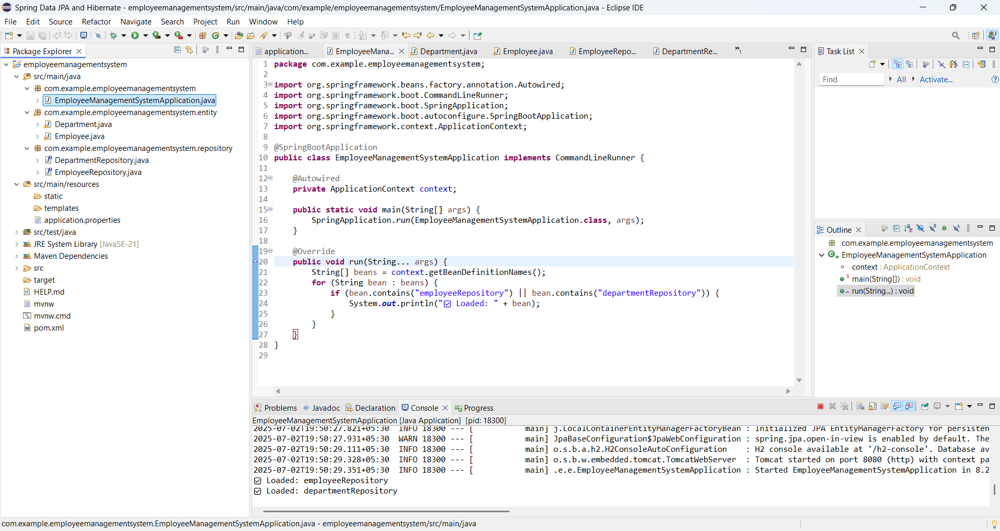 Spring Data JPA and Hibernate - employeemanagementsystem/src/main/java/com/example/employeemanagementsystem/EmployeeManagementSystemApplication.java - Eclipse IDE
File Edit Source Refactor Navigate Search Project Run Window Help
Package Explorer
employeemanagementsystem
src/main/java
com.example.employeemanagementsystem
EmployeeManagementSystemApplication.java
com.example.employeemanagementsystem.entity
Department.java
Employee.java
com.example.employeemanagementsystem.repository
DepartmentRepository.java
EmployeeRepository.java
src/main/resources
static
templates
application.properties
src/test/java
JRE System Library [JavaSE-21]
Maven Dependencies
src
target
HELP.md
mvnw
mvnw.cmd
pom.xml
application... EmployeeMana... Department.java Employee.java EmployeeRepo... DepartmentRe... »1
1 package com.example.employeemanagementsystem;
2
3 import org.springframework.beans.factory.annotation.Autowired;
4 import org.springframework.boot.CommandLineRunner;
5 import org.springframework.boot.SpringApplication;
6 import org.springframework.boot.autoconfigure.SpringBootApplication;
7 import org.springframework.context.ApplicationContext;
8
9 @SpringBootApplication
10 public class EmployeeManagementSystemApplication implements CommandLineRunner {
11
12 @Autowired
13 private ApplicationContext context;
14
15 public static void main(String[] args) {
16 SpringApplication.run(EmployeeManagementSystemApplication.class, args);
17 }
18
19 @Override
20 public void run(String... args) {
21 String[] beans = context.getBeanDefinitionNames();
22 for (String bean : beans) {
23 if (bean.contains("employeeRepository") || bean.contains("departmentRepository")) {
24 System.out.println("☑ Loaded: " + bean);
25 }
26 }
27 }
28 }
29
Task List
Find All Activate...
Outline
com.example.employeemanagementsystem
EmployeeManagementSystemApplication
context : ApplicationContext
main(String[]) : void
run(String...) : void
Problems @ Javadoc Declaration Console Progress
EmployeeManagementSystemApplication [Java Application] [pid: 18300]
2025-07-02T19:50:27.821+05:30 INFO 18300 --- [ main] j.LocalContainerEntityManagerFactoryBean : Initialized JPA EntityManagerFactory for persisten
2025-07-02T19:50:27.931+05:30 WARN 18300 --- [ main] JpaBaseConfiguration$JpaWebConfiguration : spring.jpa.open-in-view is enabled by default. The
2025-07-02T19:50:29.111+05:30 INFO 18300 --- [ main] o.s.b.a.h2.H2ConsoleAutoConfiguration : H2 console available at '/h2-console'. Database av
2025-07-02T19:50:29.328+05:30 INFO 18300 --- [ main] o.s.b.w.embedded.tomcat.TomcatWebServer : Tomcat started on port 8080 (http) with context pa
2025-07-02T19:50:29.351+05:30 INFO 18300 --- [ main] .e.e.EmployeeManagementSystemApplication : Started EmployeeManagementSystemApplication in 8.2
☑ Loaded: employeeRepository
☑ Loaded: departmentRepository
com.example.employeemanagementsystem.EmployeeManagementSystemApplication.java - employeemanagementsystem/src/main/java